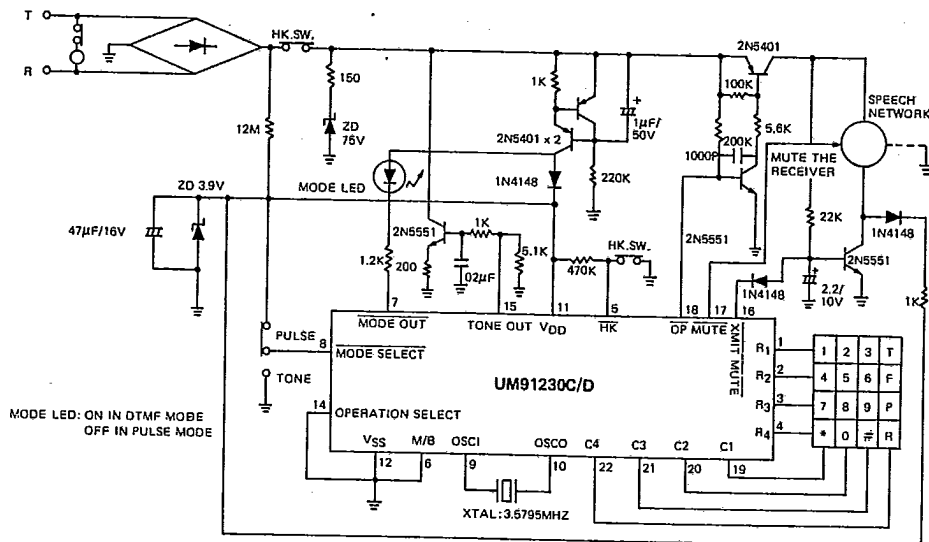 T
HK.SW.
2N5401
R
150
1K
100K
SPEECH NETWORK
12M
ZD 75V
2N5401 x 2
+
1µF/ 50V
200K
5.6K
1000P
MUTE THE RECEIVER
ZD 3.9V
MODE LED
1N4148
220K
47µF/16V
2N5551
1K
22K
1N4148
1.2K
200
02µF
5.1K
470K
HK.SW.
2N5551
1N4148
+
2.2/ 10V
2N5551
1K
7
15
11
5
18
17
16
MODE OUT
TONE OUT
VDD
HK
OP MUTE
XMIT MUTE
PULSE
8
MODE SELECT
R1
1
1 2 3 T
TONE
UM91230C/D
R2
2
4 5 6 F
14
OPERATION SELECT
R3
3
7 8 9 P
MODE LED: ON IN DTMF MOBE
OFF IN PULSE MODE
R4
4
* 0 # R
VSS
M/B
OSCI
OSCO
C4
C3
C2
C1
12
6
9
10
22
21
20
19
XTAL:3.5795MHZ